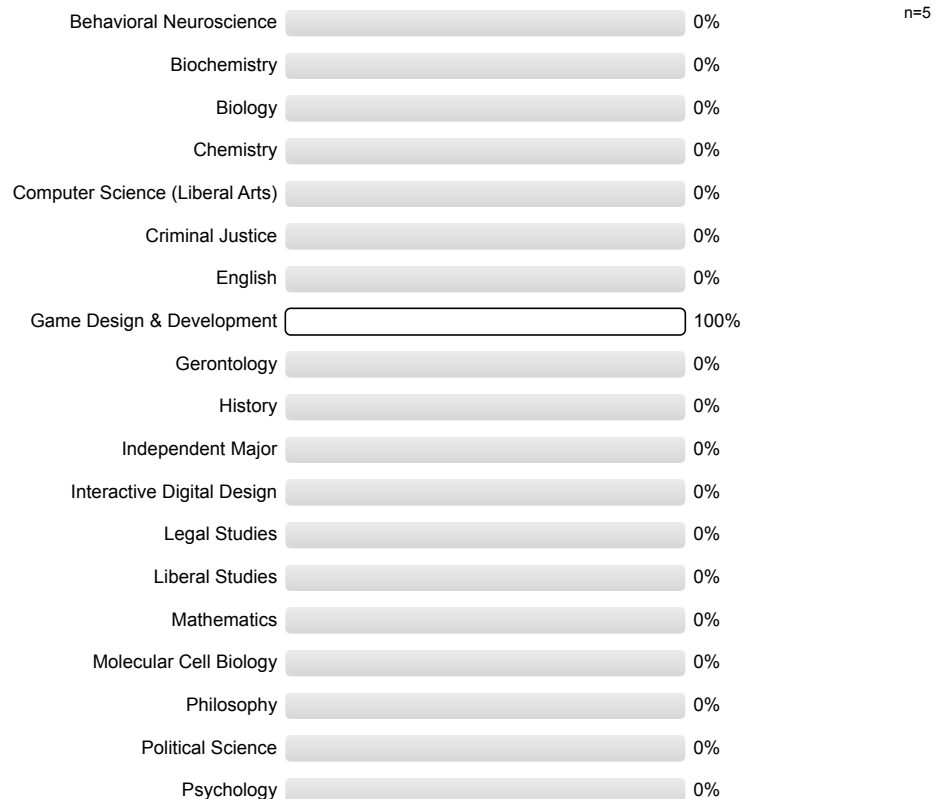 n=5
Behavioral Neuroscience 0%
Biochemistry 0%
Biology 0%
Chemistry 0%
Computer Science (Liberal Arts) 0%
Criminal Justice 0%
English 0%
Game Design & Development 100%
Gerontology 0%
History 0%
Independent Major 0%
Interactive Digital Design 0%
Legal Studies 0%
Liberal Studies 0%
Mathematics 0%
Molecular Cell Biology 0%
Philosophy 0%
Political Science 0%
Psychology 0%